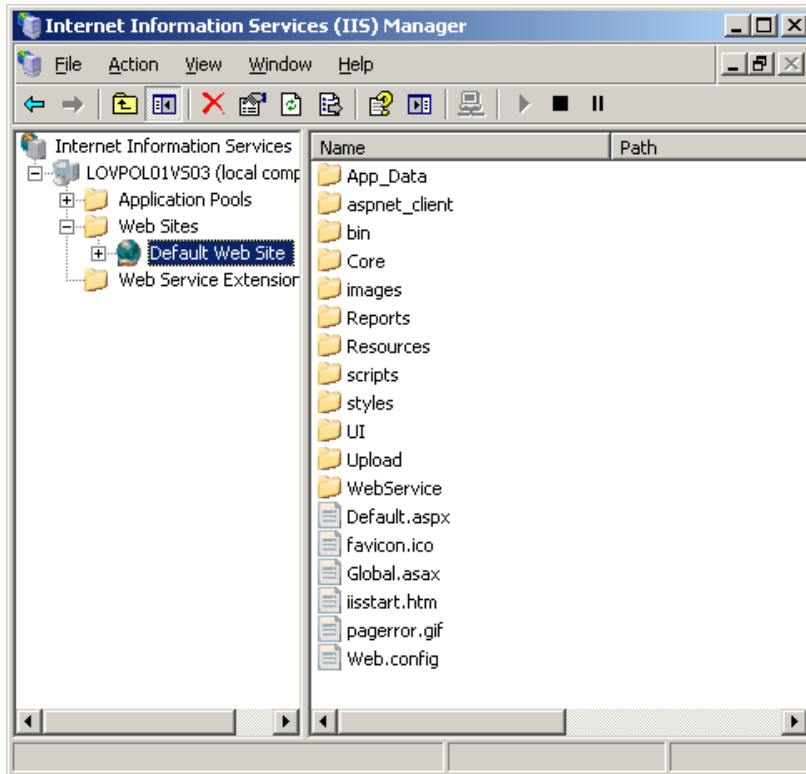 Internet Information Services (IIS) Manager
File Action View Window Help
Internet Information Services
LOVPOL01VS03 (local comp
Application Pools
Web Sites
Default Web Site
Web Service Extension
Name Path
App_Data
aspnet_client
bin
Core
images
Reports
Resources
scripts
styles
UI
Upload
WebService
Default.aspx
favicon.ico
Global.asax
iisstart.htm
pagerror.gif
Web.config